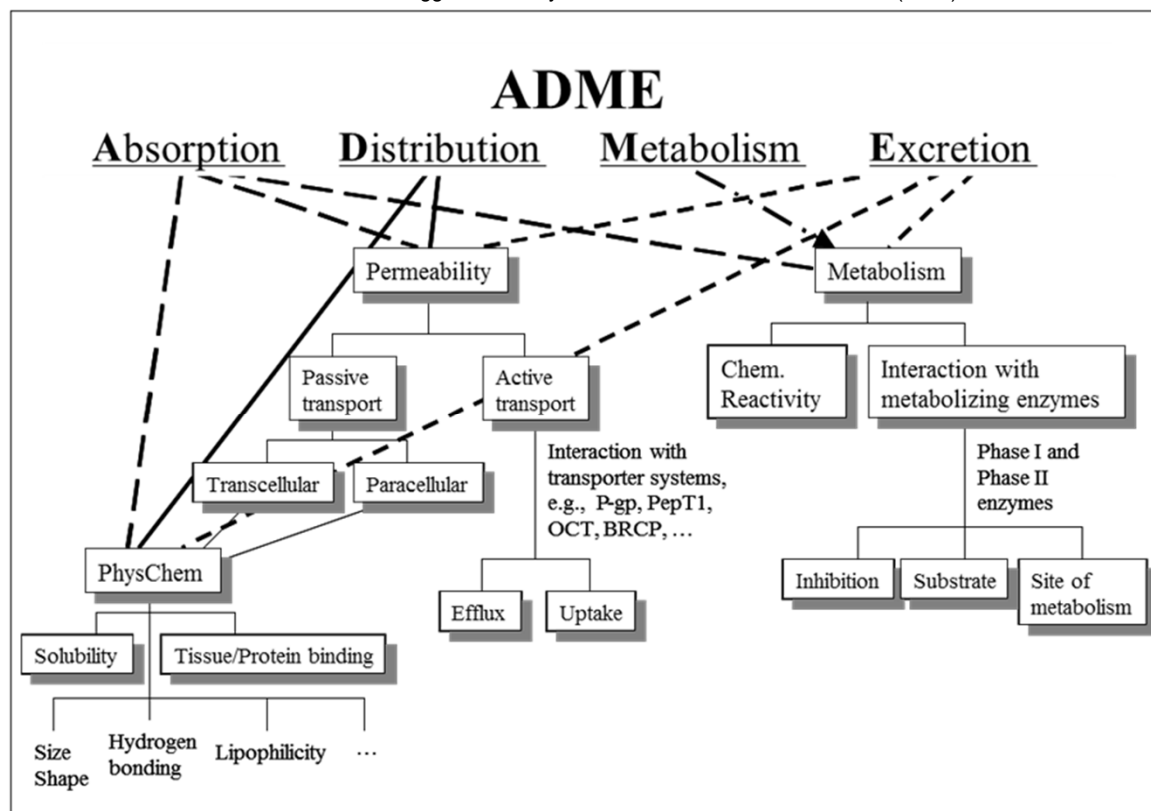 ADME
Absorption Distribution Metabolism Excretion
Permeability
Metabolism
Passive
transport
Active
transport
Chem.
Reactivity
Interaction with
metabolizing enzymes
Transcellular
Paracellular
Interaction with
transporter systems,
e.g., P-gp, PepT1,
OCT, BRCP, …
Phase I and
Phase II
enzymes
PhysChem
Efflux
Uptake
Inhibition
Substrate
Site of
metabolism
Solubility
Tissue/Protein binding
Size
Shape
Hydrogen
bonding
Lipophilicity
…